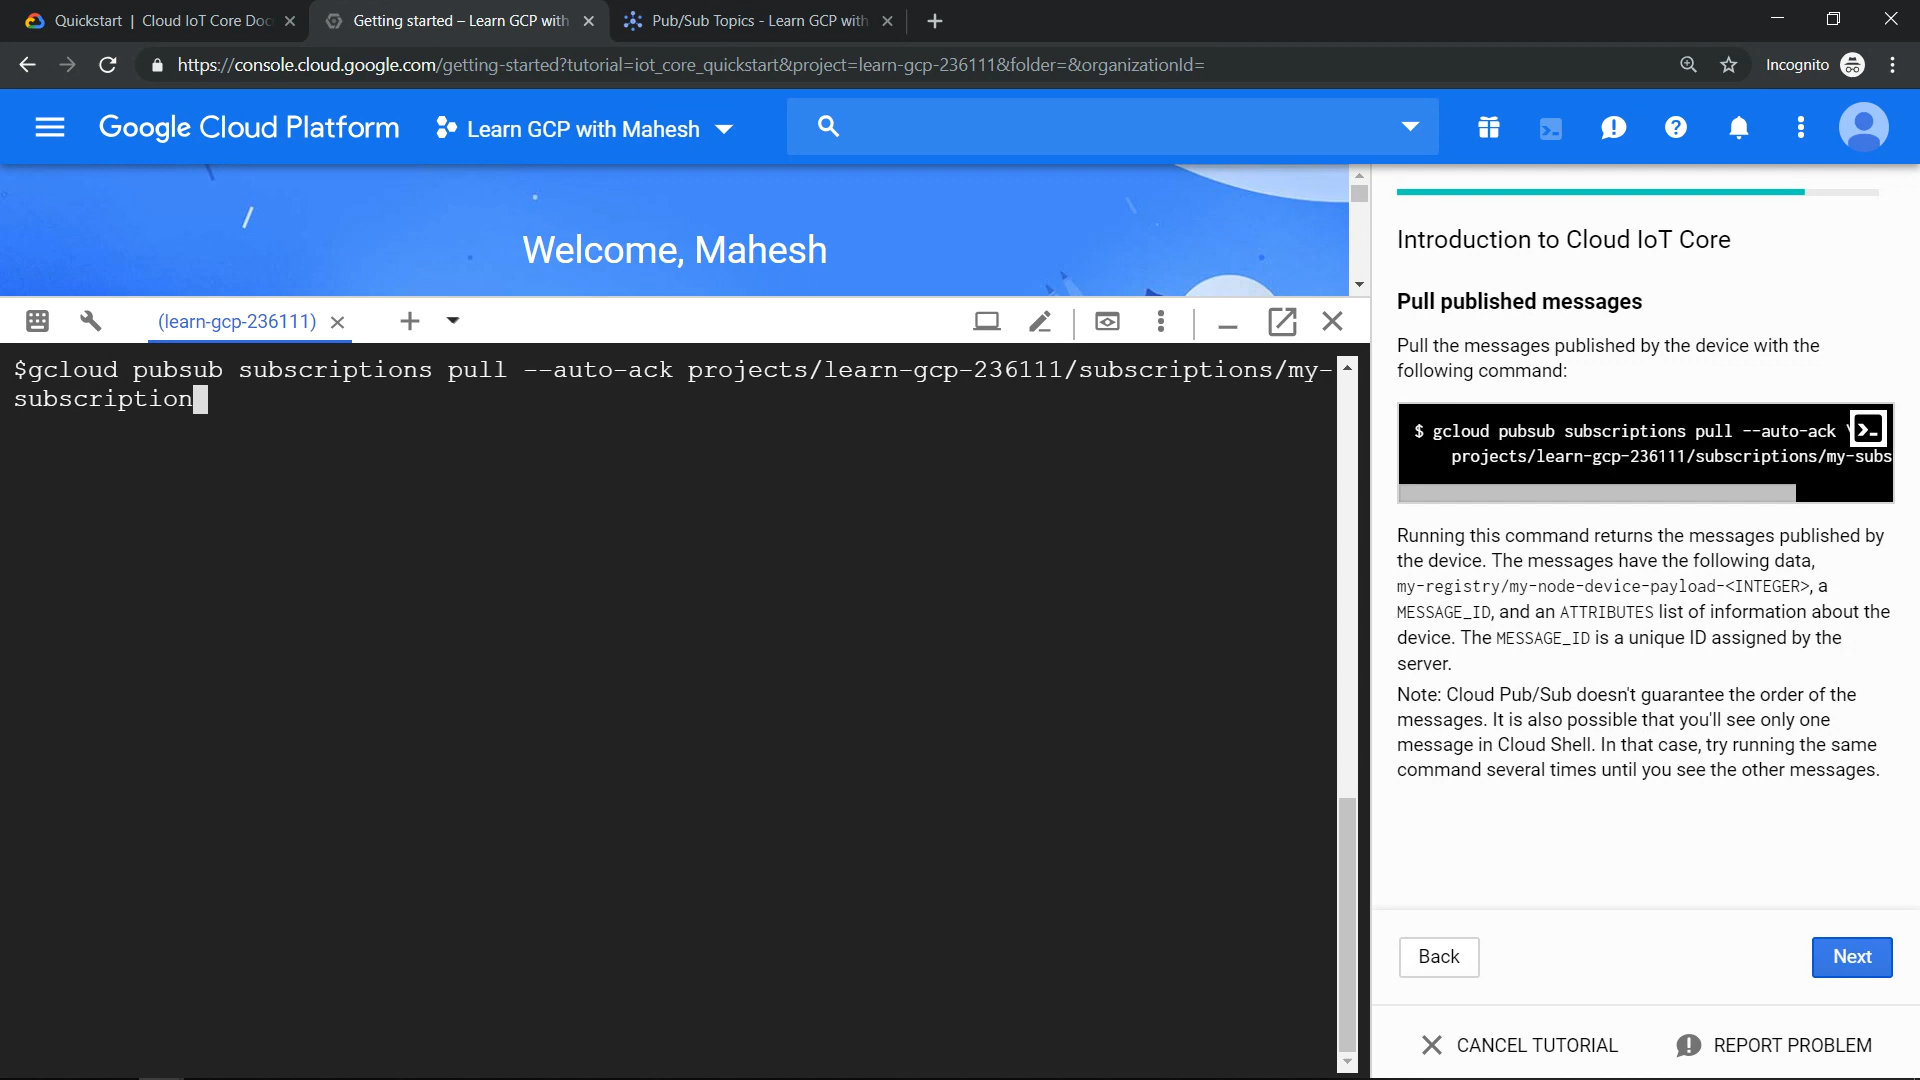 Quickstart | Cloud IoT Core Doc
Getting started – Learn GCP with
Pub/Sub Topics - Learn GCP with
https://console.cloud.google.com/getting-started?tutorial=iot_core_quickstart&project=learn-gcp-236111&folder=&organizationId=
Incognito
Google Cloud Platform
Learn GCP with Mahesh
Welcome, Mahesh
(learn-gcp-236111)
$gcloud pubsub subscriptions pull --auto-ack projects/learn-gcp-236111/subscriptions/my-
subscription
Introduction to Cloud IoT Core
Pull published messages
Pull the messages published by the device with the
following command:
$ gcloud pubsub subscriptions pull --auto-ack \
projects/learn-gcp-236111/subscriptions/my-subs
Running this command returns the messages published by
the device. The messages have the following data,
my-registry/my-node-device-payload-<INTEGER>, a
MESSAGE_ID, and an ATTRIBUTES list of information about the
device. The MESSAGE_ID is a unique ID assigned by the
server.
Note: Cloud Pub/Sub doesn't guarantee the order of the
messages. It is also possible that you'll see only one
message in Cloud Shell. In that case, try running the same
command several times until you see the other messages.
Back
Next
CANCEL TUTORIAL
REPORT PROBLEM